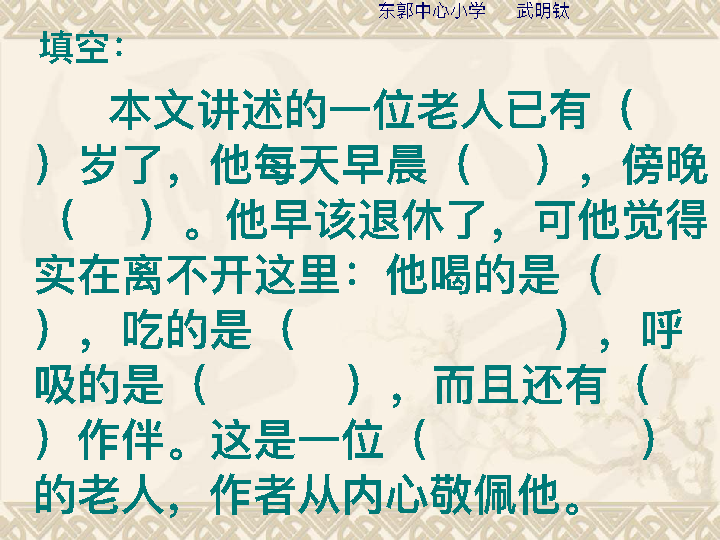 东郭中心小学 武明钛
填空：
本文讲述的一位老人已有（
）岁了，他每天早晨（ ），傍晚
（ ）。他早该退休了，可他觉得
实在离不开这里：他喝的是（
），吃的是（ ），呼
吸的是（ ），而且还有（
）作伴。这是一位（ ）
的老人，作者从内心敬佩他。